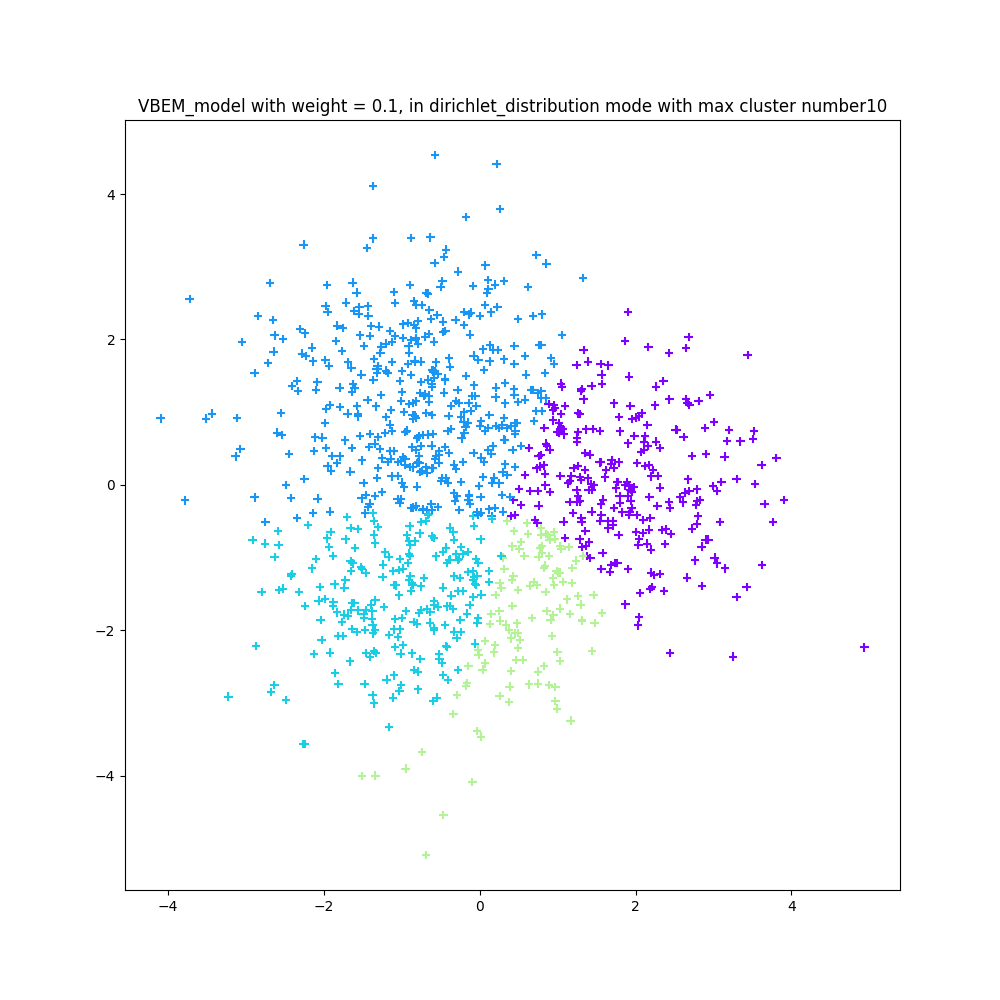 VBEM_model with weight = 0.1, in dirichlet_distribution mode with max cluster number10
4
2
0
−2
−4
−4 −2 0 2 4